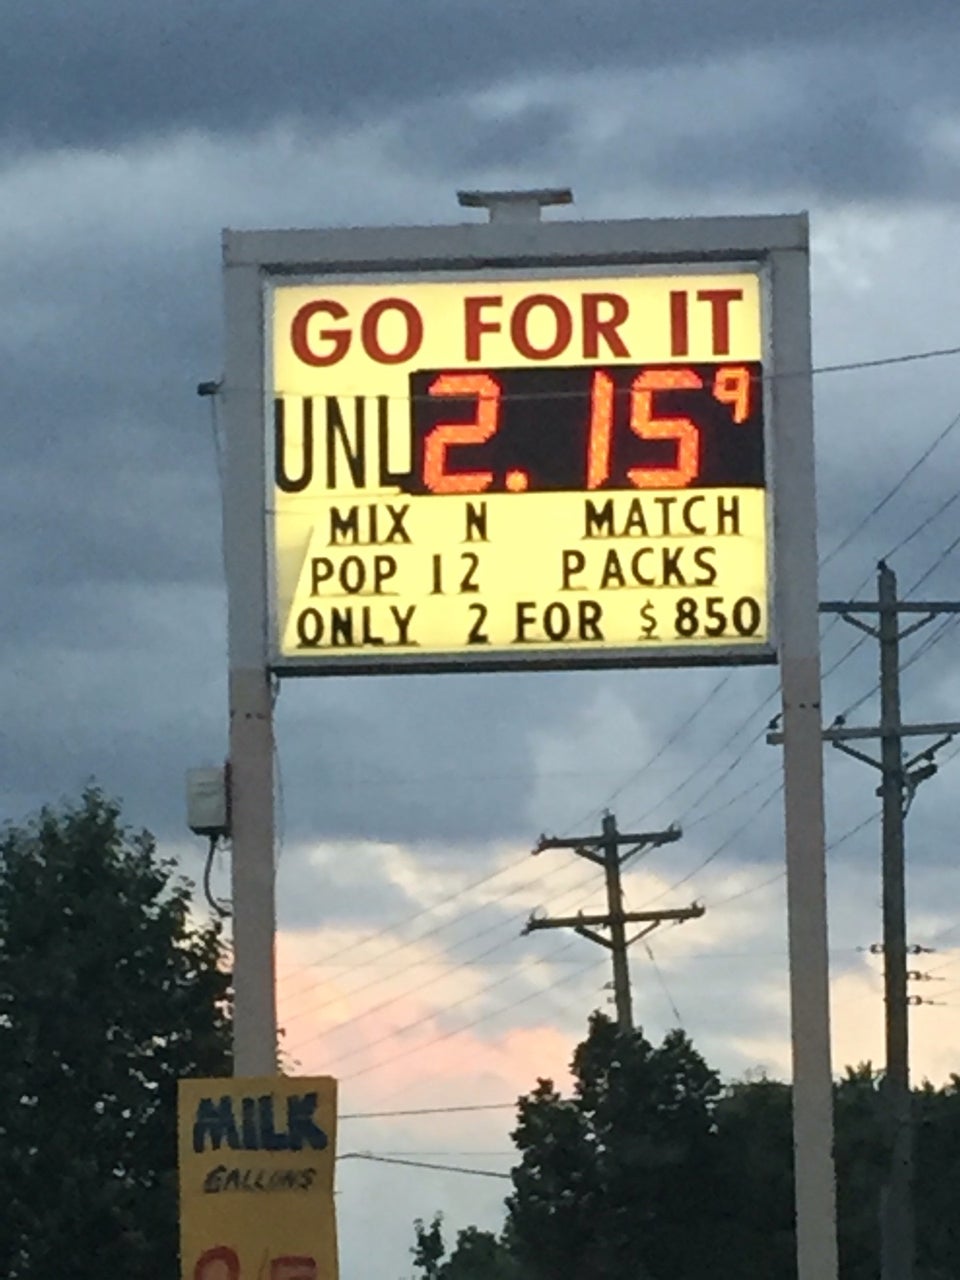 GO FOR IT
UNL 2.159
MIX N MATCH
POP 12 PACKS
ONLY 2 FOR $850
MILK
GALLONS